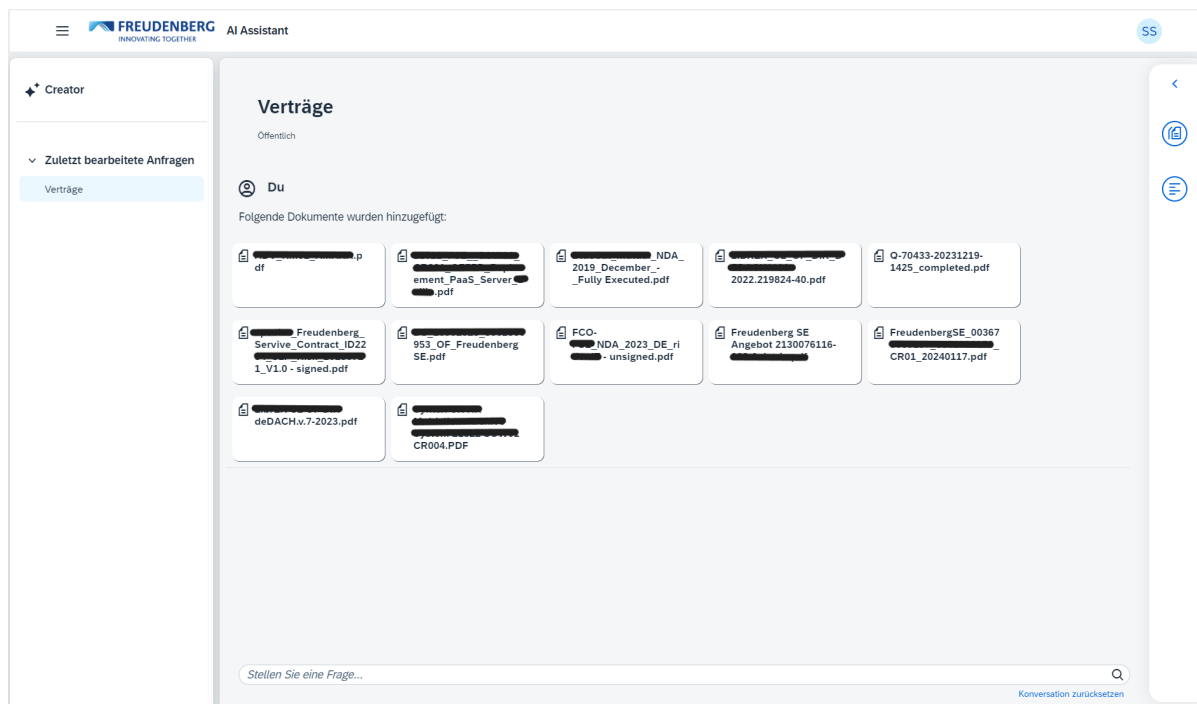 FREUDENBERG
INNOVATING TOGETHER
AI Assistant
SS
Creator
Zuletzt bearbeitete Anfragen
Verträge
Verträge
Öffentlich
Du
Folgende Dokumente wurden hinzugefügt:
.p
df
ement_PaaS_Server_
.pdf
_NDA_
2019_December_-
_Fully Executed.pdf
2022.219824-40.pdf
Q-70433-20231219-
1425_completed.pdf
_Freudenberg_
Servive_Contract_ID22
1_V1.0 - signed.pdf
953_OF_Freudenberg
SE.pdf
FCO-
_NDA_2023_DE_ri
- unsigned.pdf
Freudenberg SE
Angebot 2130076116-
FreudenbergSE_00367
CR01_20240117.pdf
deDACH.v.7-2023.pdf
CR004.PDF
Stellen Sie eine Frage...
Konversation zurücksetzen